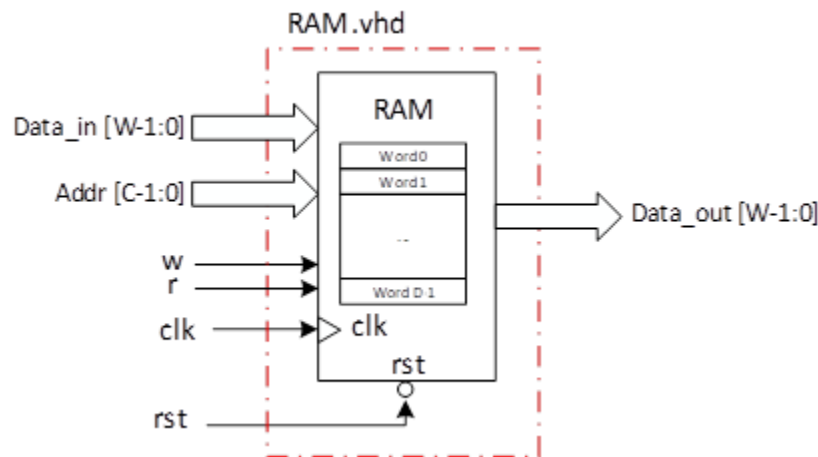 RAM.vhd
RAM
Data_in [W-1:0]
Word0
Word1
Addr [C-1:0]
Data_out [W-1:0]
...
w
r
Word D-1
clk
clk
rst
rst